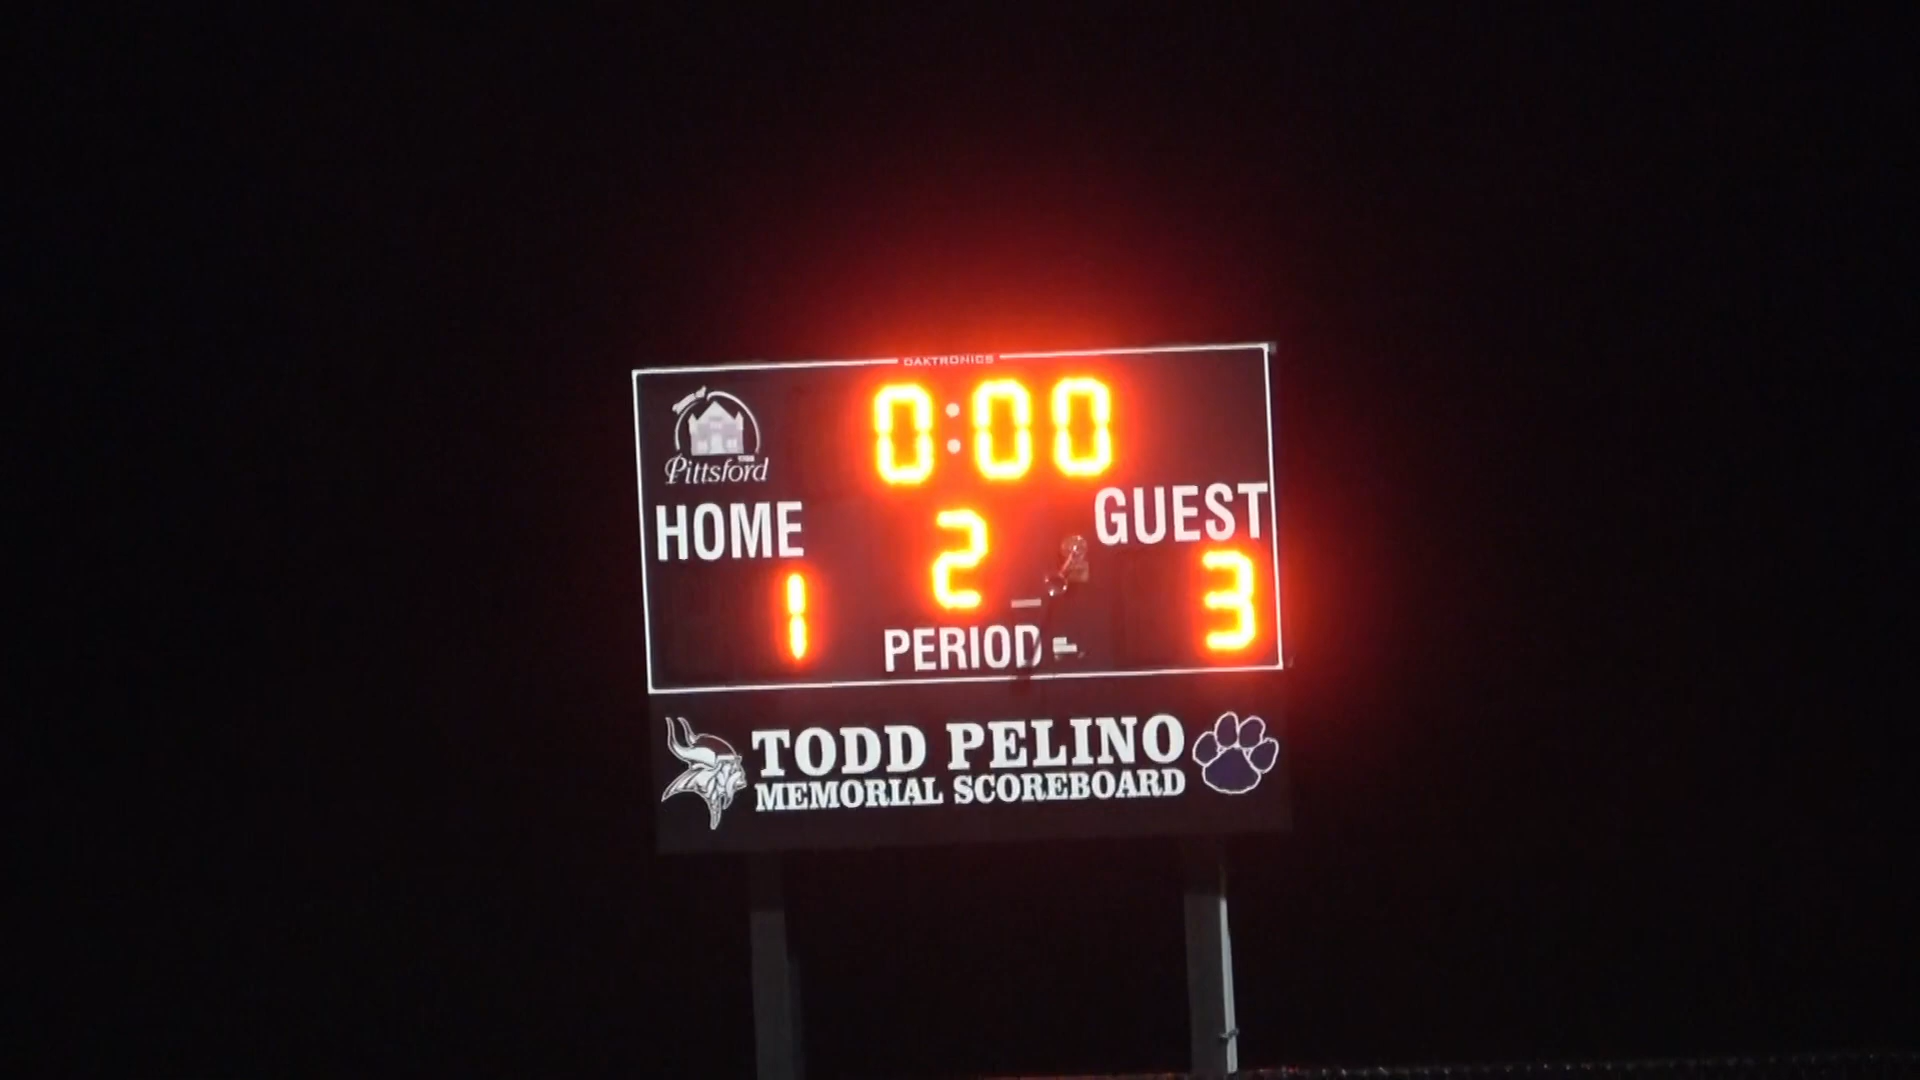 DAKTRONICS
Pittsford
0:00
HOME
GUEST
2
1
3
PERIOD
TODD PELINO
MEMORIAL SCOREBOARD